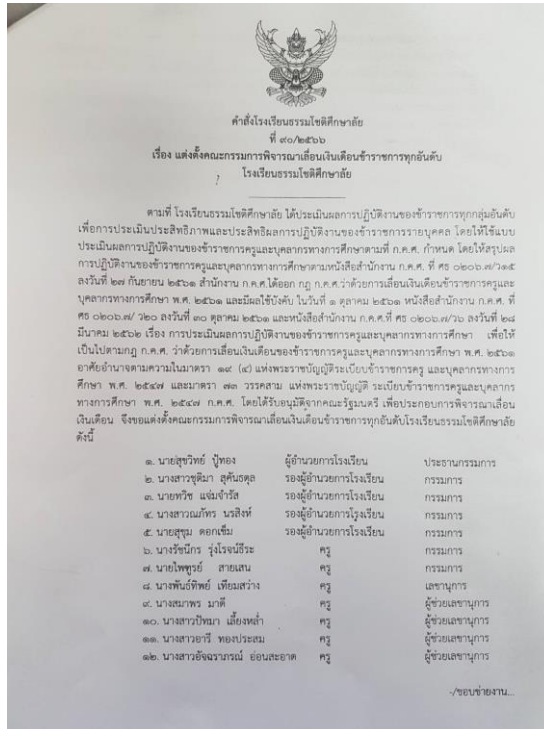 คำสั่งโรงเรียนธรรมโชติศึกษาลัย
ที่ ๙๐/๒๕๖๖
เรื่อง แต่งตั้งคณะกรรมการพิจารณาเลื่อนเงินเดือนข้าราชการทุกอันดับ
โรงเรียนธรรมโชติศึกษาลัย
ตามที่ โรงเรียนธรรมโชติศึกษาลัย ได้ประเมินผลการปฏิบัติงานของข้าราชการทุกกลุ่มอันดับ
เพื่อการประเมินประสิทธิภาพและประสิทธิผลการปฏิบัติงานของข้าราชการรายบุคคล โดยให้ใช้แบบ
ประเมินผลการปฏิบัติงานของข้าราชการครูและบุคลากรทางการศึกษาตามที่ ก.ค.ศ. กำหนด โดยให้สรุปผล
การปฏิบัติงานของข้าราชการครูและบุคลากรทางการศึกษาตามหนังสือสำนักงาน ก.ค.ศ. ที่ ศธ ๐๒๐๖.๗/๖๑๕
ลงวันที่ ๒๗ กันยายน ๒๕๖๑ สำนักงาน ก.ค.ศ.ได้ออก กฎ ก.ค.ศ.ว่าด้วยการเลื่อนเงินเดือนข้าราชการครูและ
บุคลากรทางการศึกษา พ.ศ. ๒๕๖๑ และมีผลใช้บังคับ ในวันที่ ๑ ตุลาคม ๒๕๖๑ หนังสือสำนักงาน ก.ค.ศ. ที่
ศธ ๐๒๐๖.๗/ ว๒๐ ลงวันที่ ๓๐ ตุลาคม ๒๕๖๑ และหนังสือสำนักงาน ก.ค.ศ.ที่ ศธ ๐๒๐๖.๗/ว๖ ลงวันที่ ๒๘
มีนาคม ๒๕๖๒ เรื่อง การประเมินผลการปฏิบัติงานของข้าราชการครูและบุคลากรทางการศึกษา เพื่อให้
เป็นไปตามกฎ ก.ค.ศ. ว่าด้วยการเลื่อนเงินเดือนของข้าราชการครูและบุคลากรทางการศึกษา พ.ศ. ๒๕๖๑
อาศัยอำนาจตามความในมาตรา ๑๙ (๔) แห่งพระราชบัญญัติระเบียบข้าราชการครู และบุคลากรทางการ
ศึกษา พ.ศ. ๒๕๔๗ และมาตรา ๗๓ วรรคสาม แห่งพระราชบัญญัติ ระเบียบข้าราชการครูและบุคลากร
ทางการศึกษา พ.ศ. ๒๕๔๗ ก.ค.ศ. โดยได้รับอนุมัติจากคณะรัฐมนตรี เพื่อประกอบการพิจารณาเลื่อน
เงินเดือน จึงขอแต่งตั้งคณะกรรมการพิจารณาเลื่อนเงินเดือนข้าราชการทุกอันดับโรงเรียนธรรมโชติศึกษาลัย
ดังนี้
๑. นายสุขวิทย์ ปู้ทอง ผู้อำนวยการโรงเรียน ประธานกรรมการ
๒. นางสาวชุติมา สุคันธตุล รองผู้อำนวยการโรงเรียน กรรมการ
๓. นายทวิช แจ่มจำรัส รองผู้อำนวยการโรงเรียน กรรมการ
๔. นางสาวณภัทร นรสิงห์ รองผู้อำนวยการโรงเรียน กรรมการ
๕. นายสุขุม ดอกเข็ม รองผู้อำนวยการโรงเรียน กรรมการ
๖. นางรัชนีกร รุ่งโรจน์ธีระ ครู กรรมการ
๗. นายไพฑูรย์ สายเสน ครู กรรมการ
๘. นางพันธ์ทิพย์ เทียมสว่าง ครู เลขานุการ
๙. นางสมาพร มาดี ครู ผู้ช่วยเลขานุการ
๑๐. นางสาวปัทมา เลี้ยงหล่ำ ครู ผู้ช่วยเลขานุการ
๑๑. นางสาวอารี ทองประสม ครู ผู้ช่วยเลขานุการ
๑๒. นางสาวอัจฉราภรณ์ อ่อนสะอาด ครู ผู้ช่วยเลขานุการ
-/ขอบข่ายงาน...